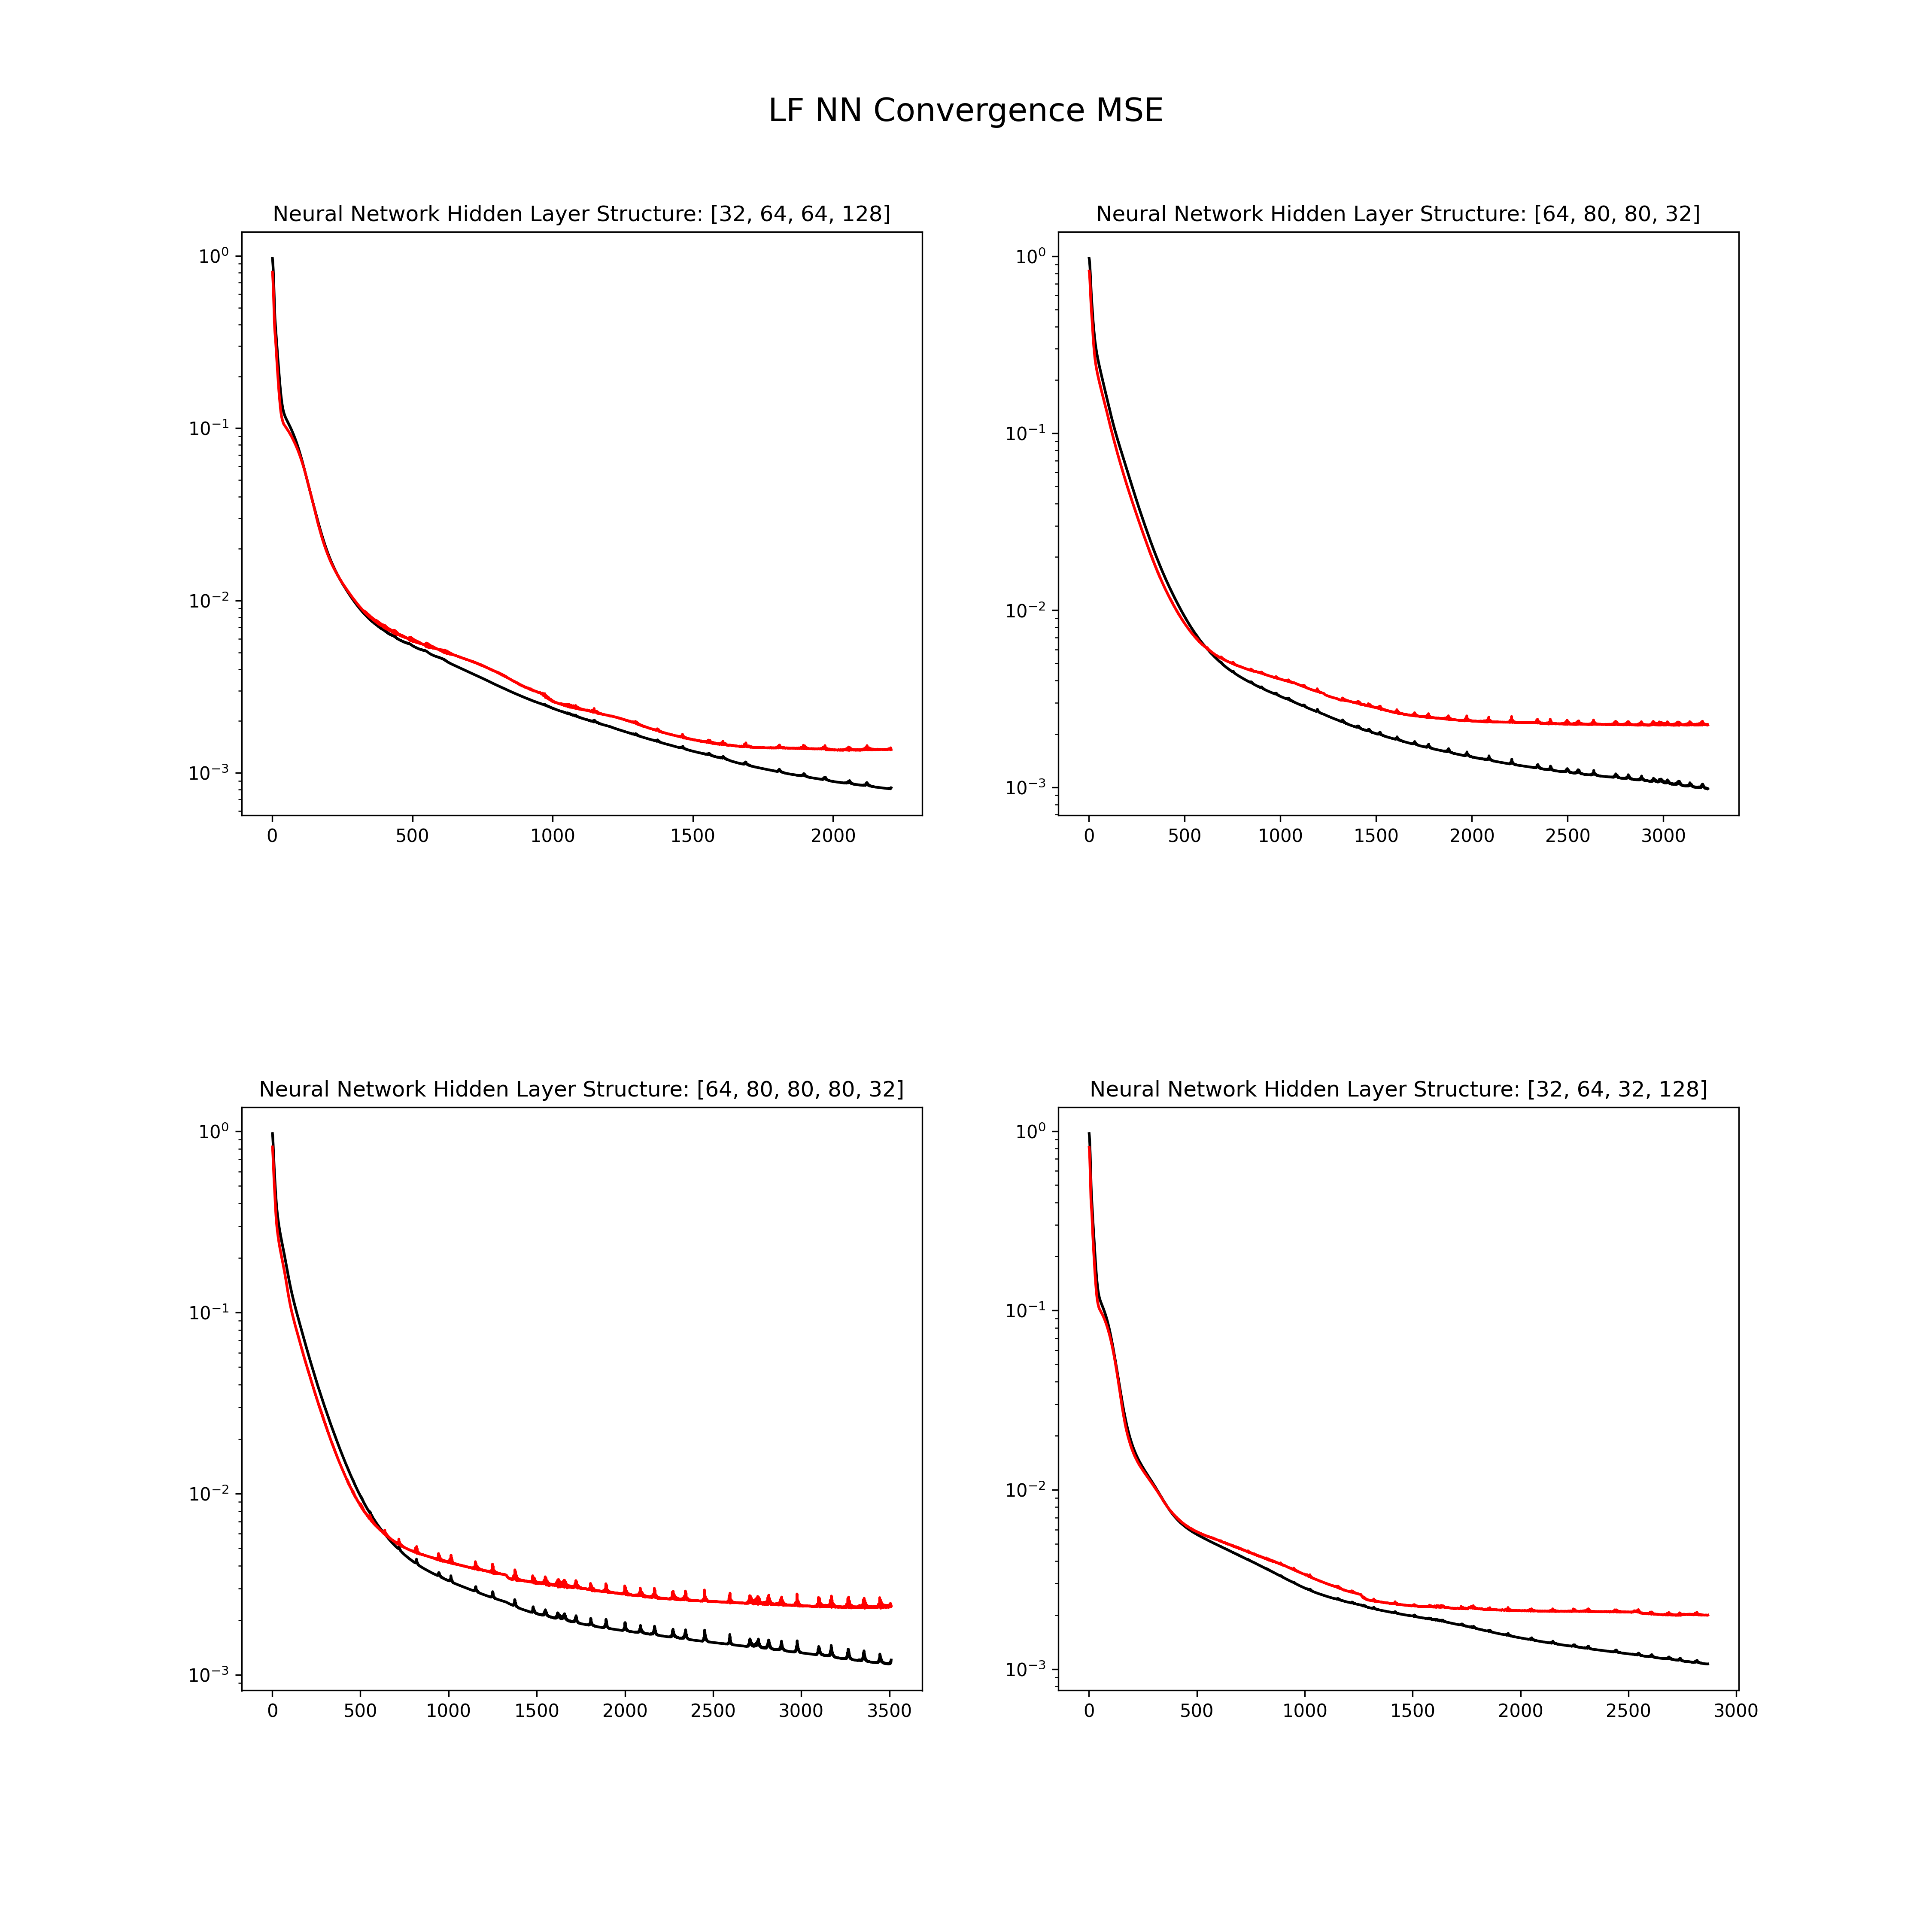 LF NN Convergence MSE
Neural Network Hidden Layer Structure: [32, 64, 64, 128]
10⁰
10⁻¹
10⁻²
10⁻³
0 500 1000 1500 2000
Neural Network Hidden Layer Structure: [64, 80, 80, 32]
10⁰
10⁻¹
10⁻²
10⁻³
0 500 1000 1500 2000 2500 3000
Neural Network Hidden Layer Structure: [64, 80, 80, 80, 32]
10⁰
10⁻¹
10⁻²
10⁻³
0 500 1000 1500 2000 2500 3000 3500
Neural Network Hidden Layer Structure: [32, 64, 32, 128]
10⁰
10⁻¹
10⁻²
10⁻³
0 500 1000 1500 2000 2500 3000